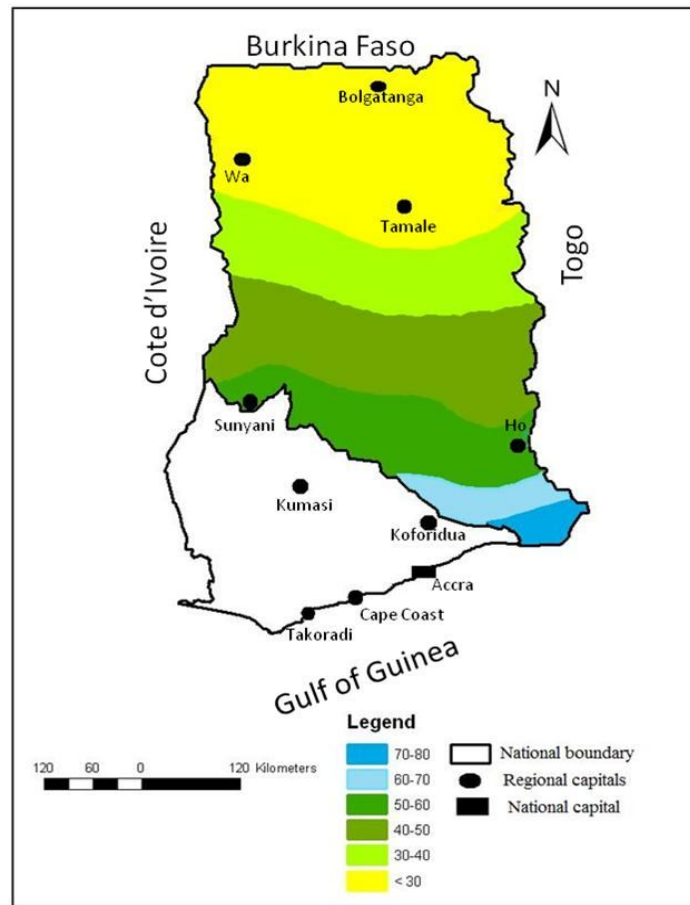 Burkina Faso
Bolgatanga
N
Wa
Tamale
Cote d'Ivoire
Togo
Sunyani
Ho
Kumasi
Koforidua
Accra
Cape Coast
Takoradi
Gulf of Guinea
Legend
70-80
60-70
50-60
40-50
30-40
< 30
National boundary
Regional capitals
National capital
120 60 0 120 Kilometers